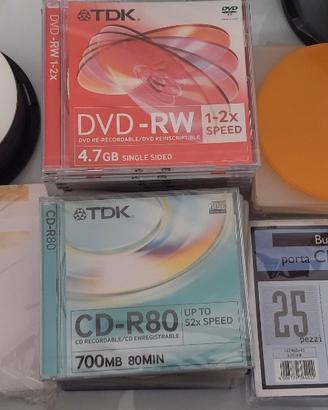 DVD-RW 1-2x
TDK
DVD
DVD-RW
1-2x
SPEED
DVD RE-RECORDABLE/DVD REINSCRIPTIBLE
4.7GB SINGLE SIDED
CD-R80
TDK
CD-R80
UP TO
52x SPEED
CD RECORDABLE/CD ENREGISTRABLE
700MB 80MIN
Bu
porta C
25
pezzi